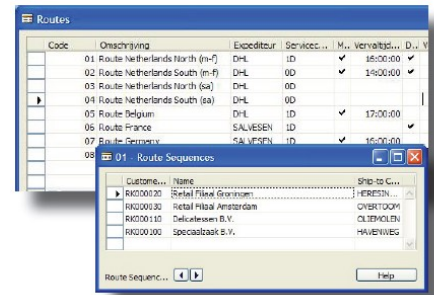 Routes
Code Omschrijving Expediteur Servicec... M.. Vervaltijd... D..
01 Route Netherlands North (m-f) DHL 1D 16:00:00
02 Route Netherlands South (m-f) DHL 0D 14:00:00
03 Route Netherlands North (sa) DHL 0D
04 Route Netherlands South (sa) DHL 0D
05 Route Belgium DHL 1D 17:00:00
06 Route France SALVESEN 1D
07 Route Germany SALVESEN 1D 16:00:00
08
01 - Route Sequences
Custome... Name Ship-to C...
RK000020 Retail Filiaal Groningen HERESIN...
RK000030 Retail Filiaal Amsterdam OVERTOOM
RK000110 Delicatessen B.V. OLIEMOLEN
RK000100 Speciaalzaak B.V. HAVENWEG
Route Sequenc... Help